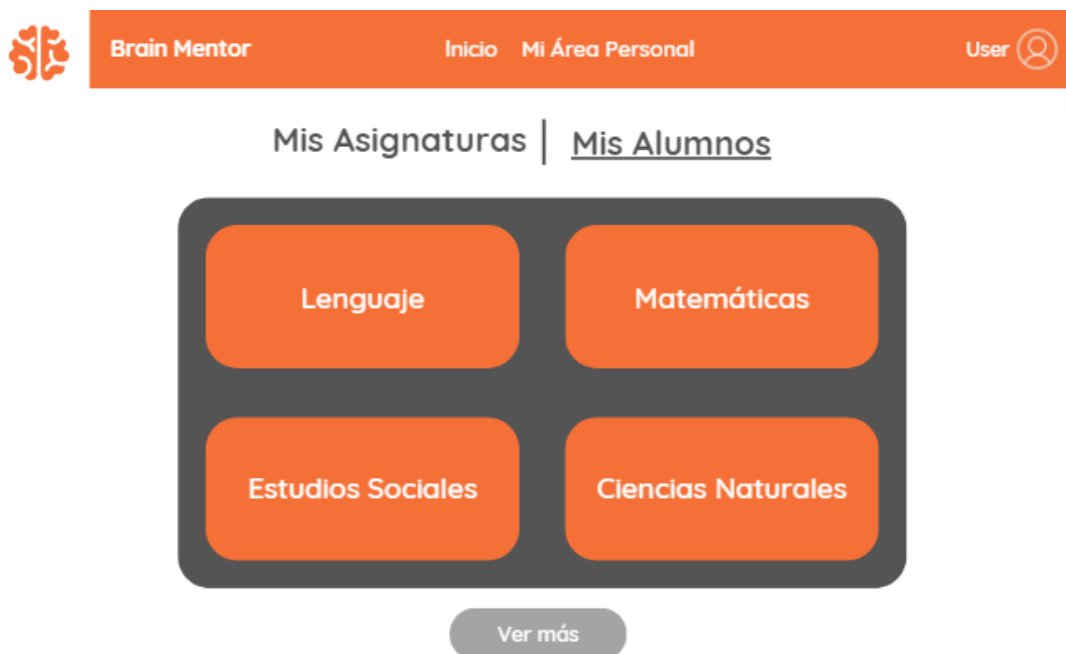 Brain Mentor
Inicio
Mi Área Personal
User
Mis Asignaturas
Mis Alumnos
Lenguaje
Matemáticas
Estudios Sociales
Ciencias Naturales
Ver más